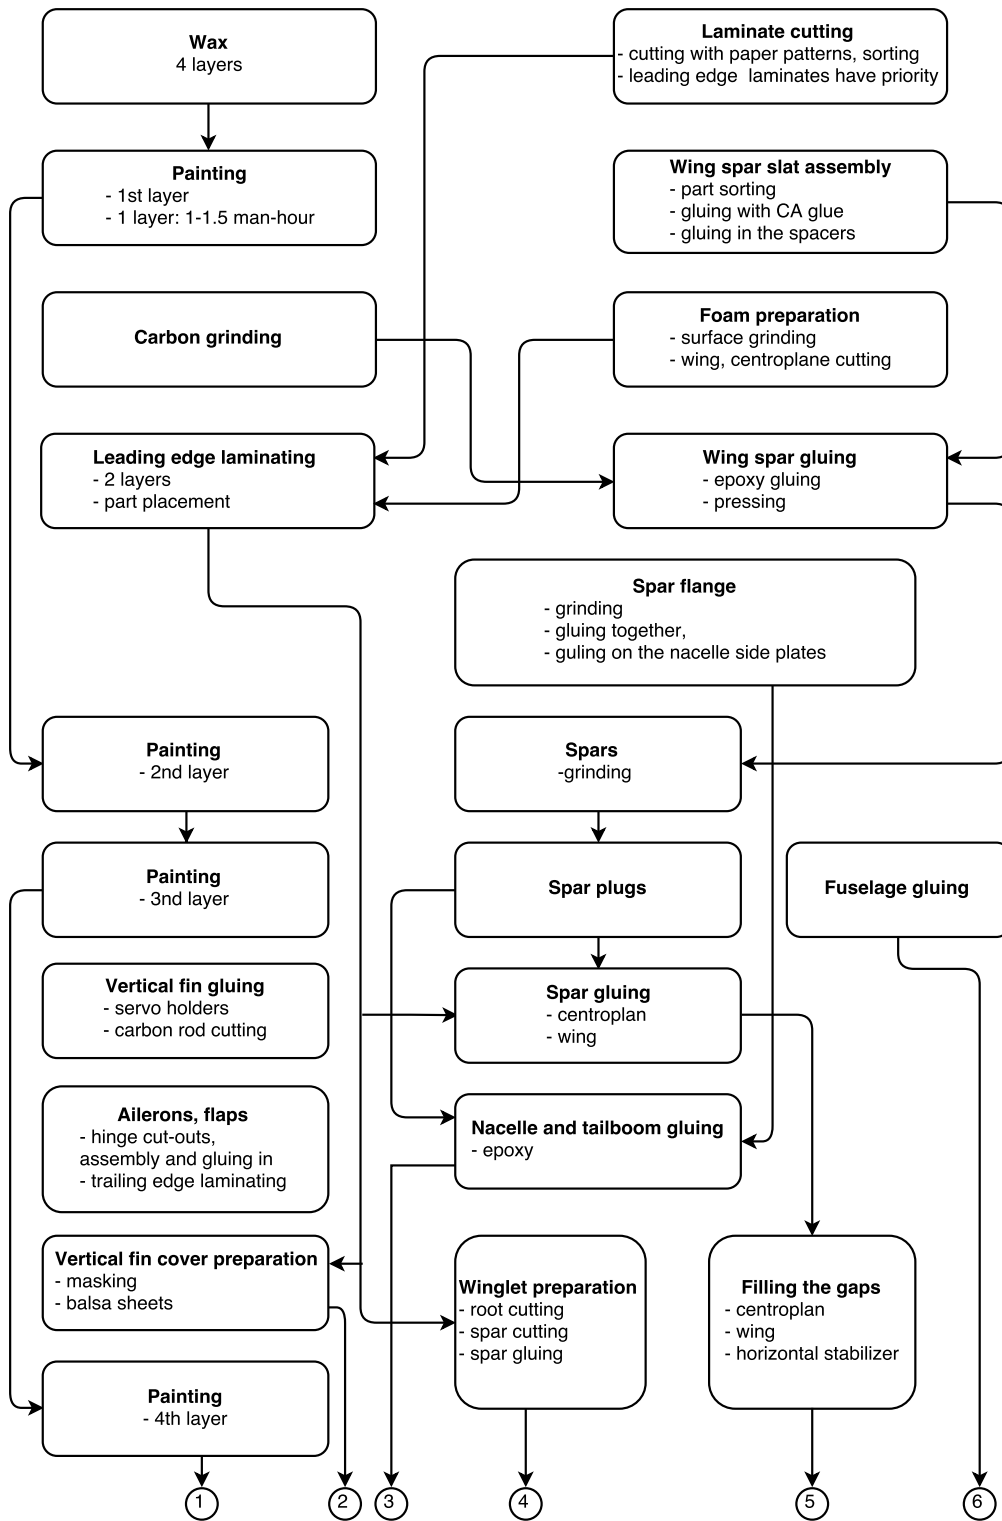 Wax
4 layers
Laminate cutting
- cutting with paper patterns, sorting
- leading edge laminates have priority
Painting
- 1st layer
- 1 layer: 1-1.5 man-hour
Wing spar slat assembly
- part sorting
- gluing with CA glue
- gluing in the spacers
Carbon grinding
Foam preparation
- surface grinding
- wing, centroplane cutting
Leading edge laminating
- 2 layers
- part placement
Wing spar gluing
- epoxy gluing
- pressing
Spar flange
- grinding
- gluing together,
- guling on the nacelle side plates
Painting
- 2nd layer
Spars
-grinding
Painting
- 3nd layer
Spar plugs
Fuselage gluing
Vertical fin gluing
- servo holders
- carbon rod cutting
Spar gluing
- centroplan
- wing
Ailerons, flaps
- hinge cut-outs,
assembly and gluing in
- trailing edge laminating
Nacelle and tailboom gluing
- epoxy
Vertical fin cover preparation
- masking
- balsa sheets
Winglet preparation
- root cutting
- spar cutting
- spar gluing
Filling the gaps
- centroplan
- wing
- horizontal stabilizer
Painting
- 4th layer
1
2
3
4
5
6